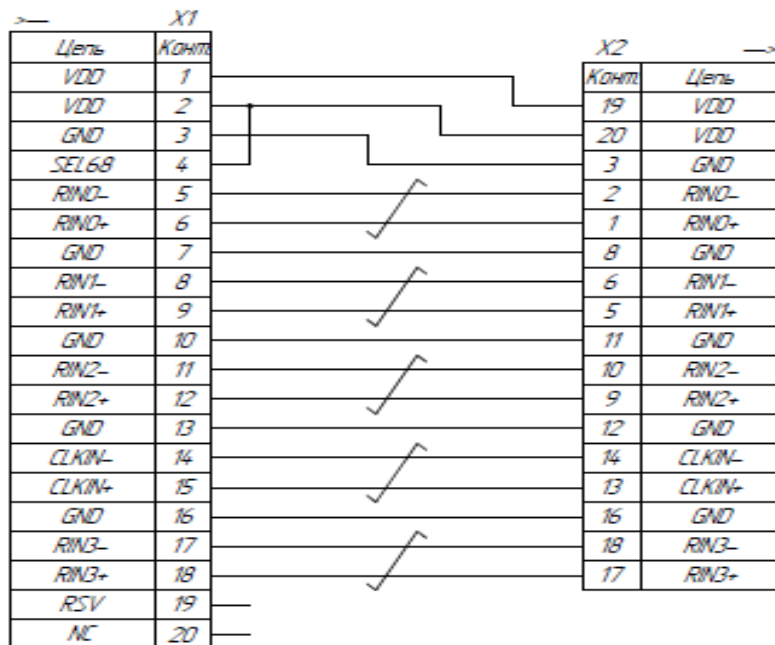 X1
Цепь Конт.
VDD 1
VDD 2
GND 3
SEL68 4
RIN0- 5
RIN0+ 6
GND 7
RIN1- 8
RIN1+ 9
GND 10
RIN2- 11
RIN2+ 12
GND 13
CLKIN- 14
CLKIN+ 15
GND 16
RIN3- 17
RIN3+ 18
RSV 19
NC 20
X2
Конт. Цепь
19 VDD
20 VDD
3 GND
2 RIN0-
1 RIN0+
8 GND
6 RIN1-
5 RIN1+
11 GND
10 RIN2-
9 RIN2+
12 GND
14 CLKIN-
13 CLKIN+
16 GND
18 RIN3-
17 RIN3+